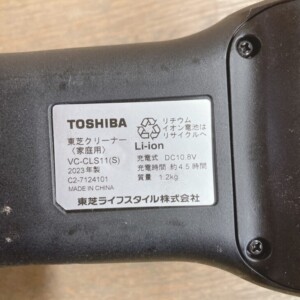 TOSHIBA
東芝クリーナー
(家庭用)
VC-CLS11(S)
2023年製
C2-7124101
MADE IN CHINA
リチウム
イオン電池は
リサイクルへ
Li-ion
充電式 DC10.8V
充電時間 約4.5時間
質量 1.2kg
東芝ライフスタイル株式会社